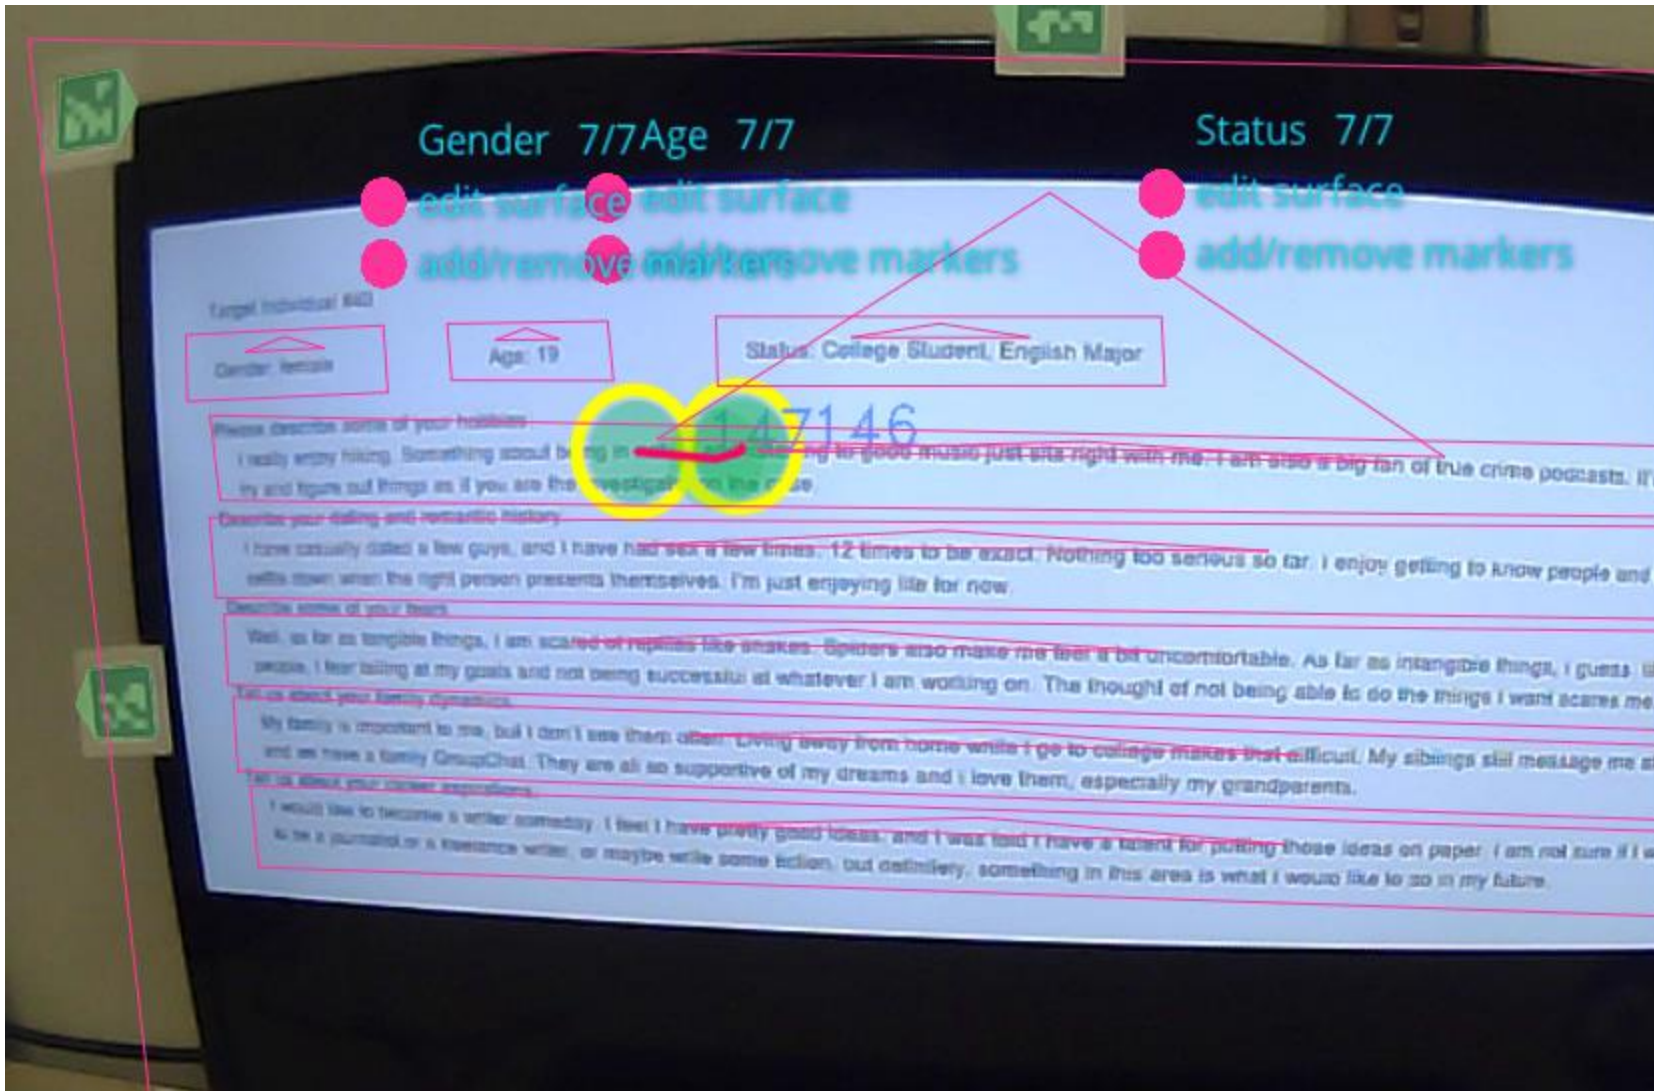 Gender 7/7 Age 7/7 Status 7/7
edit surface edit surface edit surface
add/remove markers add/remove markers add/remove markers
Target Individual
Gender: female Age: 19 Status: College Student, English Major
147146
Please describe some of your hobbies
I really enjoy hiking. Something about being in to good music just sits right with me. I am also a big fan of true crime podcasts. It'
try and figure out things as if you are the investigator on the case.
Describe your dating and romantic history
I have casually dated a few guys, and I have had sex a few times. 12 times to be exact. Nothing too serious so far. I enjoy getting to know people and
settle down when the right person presents themselves. I'm just enjoying life for now.
Describe some of your fears
Well, as far as tangible things, I am scared of reptiles like snakes. Spiders also make me feel a bit uncomfortable. As far as intangible things, I guess
people, I fear failing at my goals and not being successful at whatever I am working on. The thought of not being able to do the things I want scares me
Tell us about your family dynamics.
My family is important to me, but I don't see them often. Living away from home while I go to college makes that difficult. My siblings still message me
and we have a family GroupChat. They are all so supportive of my dreams and I love them, especially my grandparents.
Tell us about your career aspirations.
I would like to become a writer someday. I feel I have pretty good ideas, and I was told I have a talent for putting those ideas on paper. I am not sure if I
to be a journalist or a freelance writer, or maybe write some fiction, but definitely, something in this area is what I would like to do in my future.